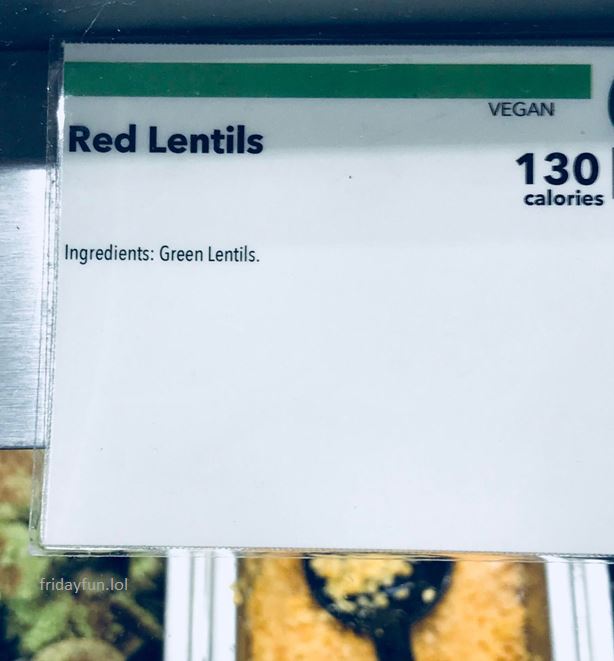 VEGAN
Red Lentils
130
calories
Ingredients: Green Lentils.
fridayfun.lol